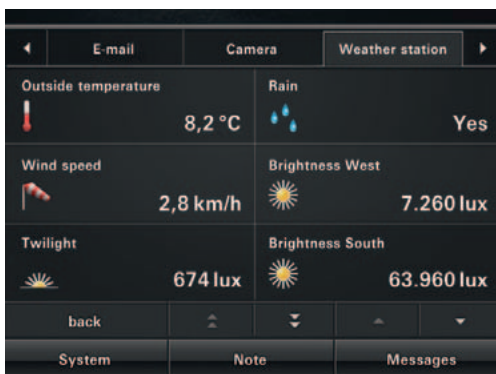 E-mail Camera Weather station
Outside temperature Rain
8,2 °C Yes
Wind speed Brightness West
2,8 km/h 7.260 lux
Twilight Brightness South
674 lux 63.960 lux
back
System Note Messages